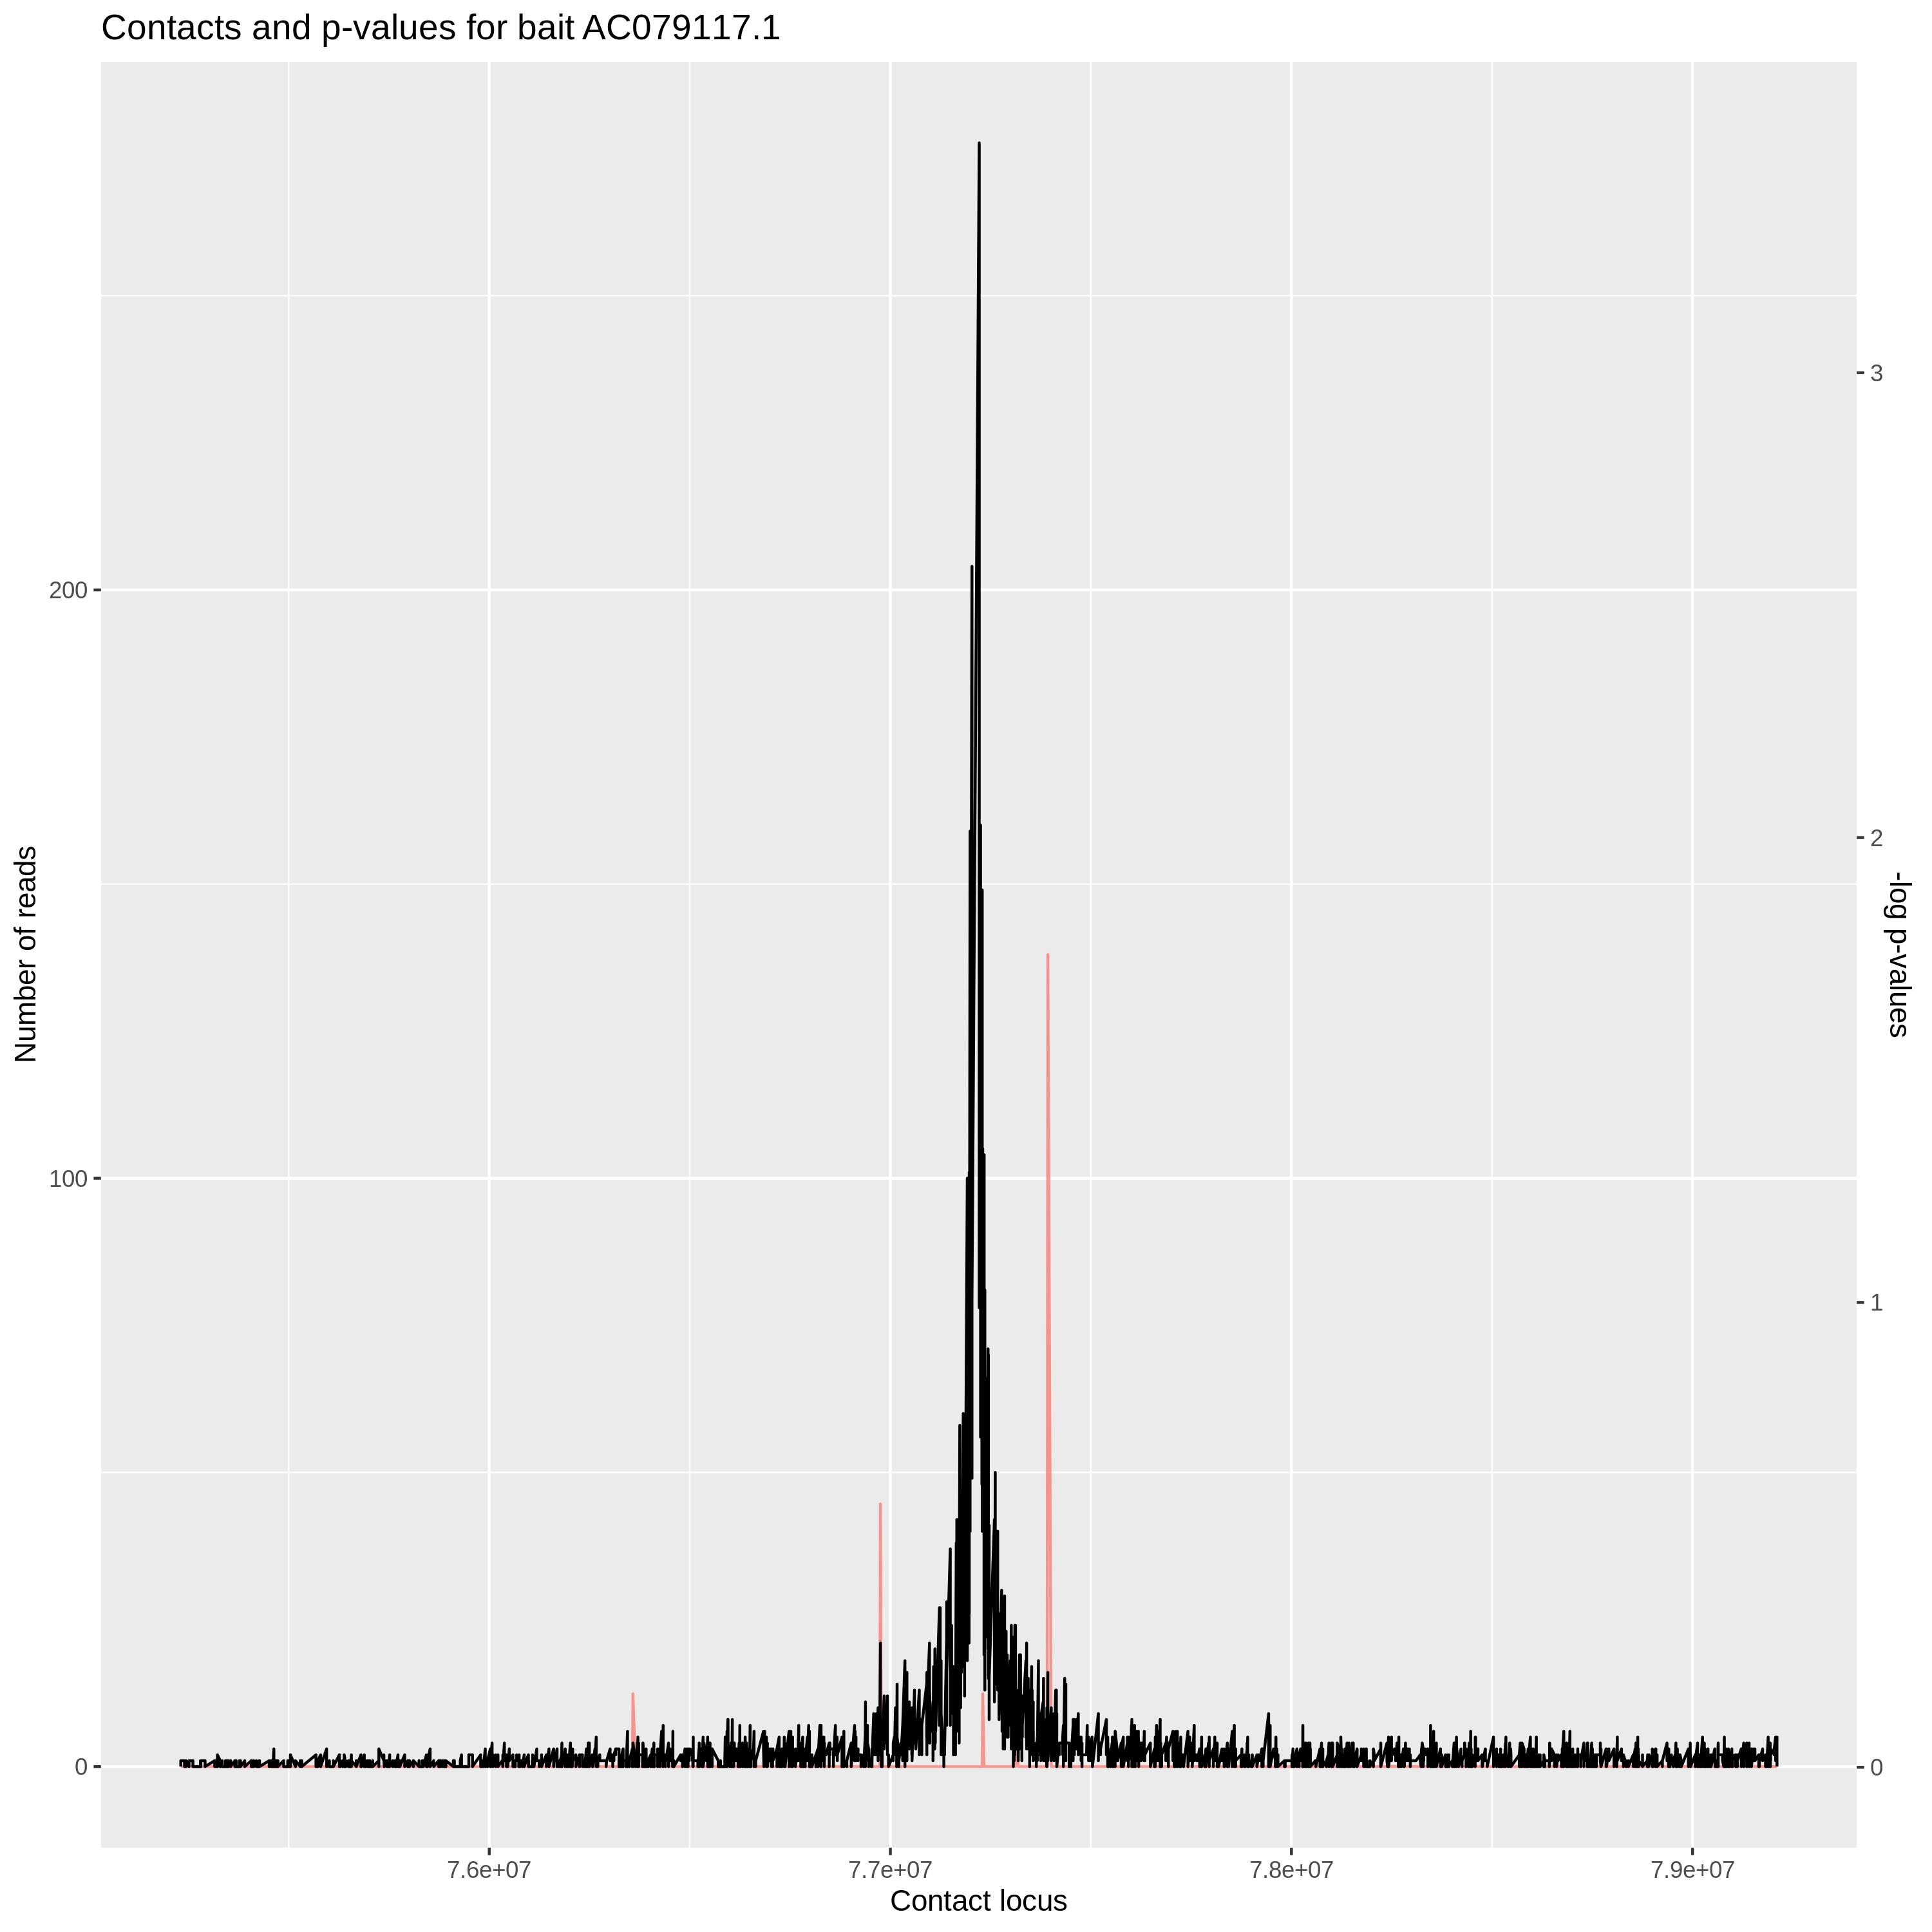 Contacts and p-values for bait AC079117.1
200
100
0
3
2
1
0
Number of reads
-log p-values
7.6e+07 7.7e+07 7.8e+07 7.9e+07
Contact locus